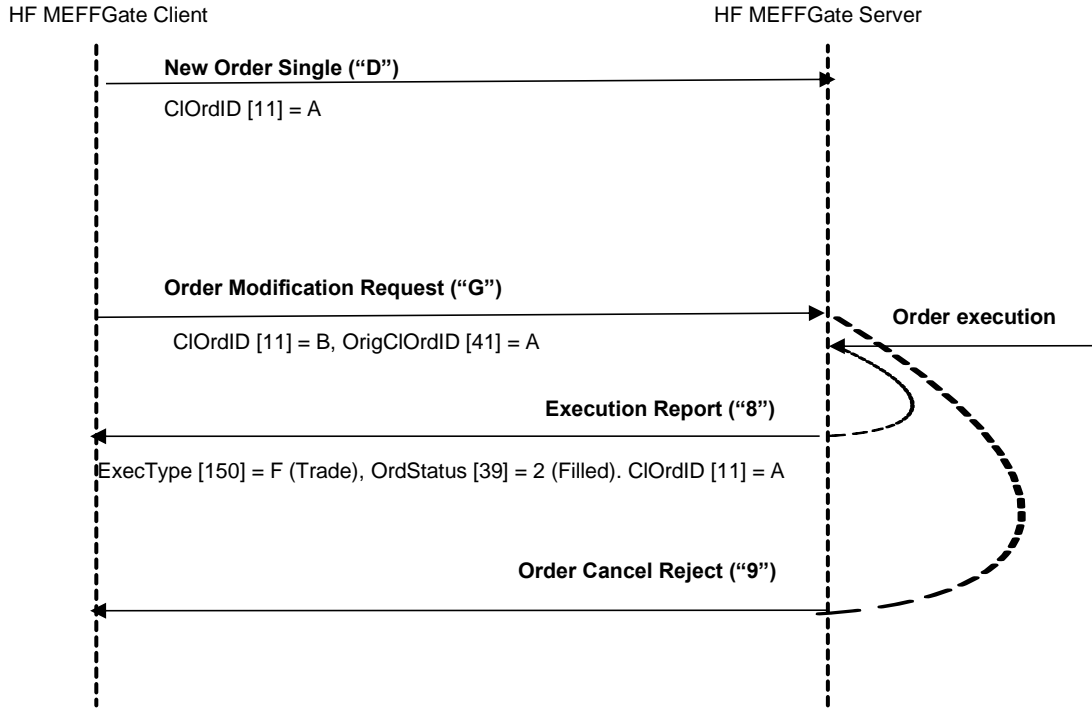 HF MEFFGate Client
HF MEFFGate Server
New Order Single (“D”)
ClOrdID [11] = A
Order Modification Request (“G”)
Order execution
ClOrdID [11] = B, OrigClOrdID [41] = A
Execution Report (“8”)
ExecType [150] = F (Trade), OrdStatus [39] = 2 (Filled). ClOrdID [11] = A
Order Cancel Reject (“9”)